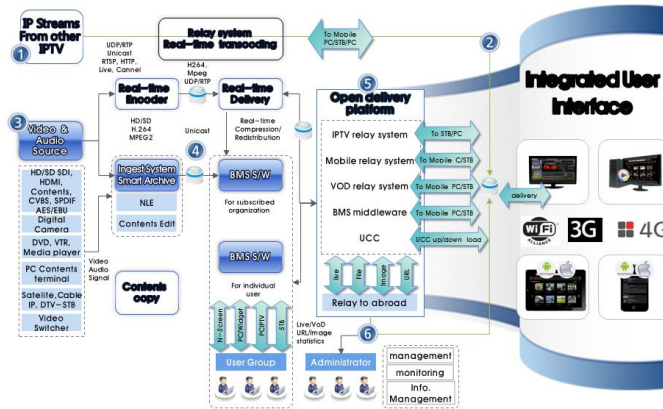 IP Streams
From other
IPTV
1
Relay system
Real-time transooding
To Mobile
PC/STB/PC
2
UDP/RTP
Unicast
RTSP, HTTP,
Live, Cannel
H264,
Mpeg
UDP/RTP
Real-time
Encoder
Real-time
Delivery
HD/SD
H.264
MPEG2
Unicast
Real-time
Compression/
Redistribution
3
Video &
Audio
Source
4
Ingest System
Smart Archive
NLE
Contents Edit
BMS S/W
For subscribed
organization
BMS S/W
For individual
user
HD/SD SDI,
HDMI,
Contents,
CVBS, SPDIF
AES/EBU
Digital
Camera
DVD, VTR,
Media player
PC Contents
terminal
Satelite,Cable
IP, DTV-STB
Video
Switcher
Video
Audio
Signal
Contents
copy
5
Open delivery
platform
IPTV relay system
To STB/PC
Mobile relay system
To Mobile C/STB
VOD relay system
To Mobile PC/STB
BMS middleware
To Mobile PC/STB
UCC
UCC up/down load
live
File
Image
URL
Relay to abroad
delivery
Integrated User
Interface
Wi Fi
ALLIANCE
3G
4G
N-Screen
PC/Widget
PCIPTV
STB
User Group
Live/VoD
URL/Image
statistics
6
Administrator
management
monitoring
Info.
Management